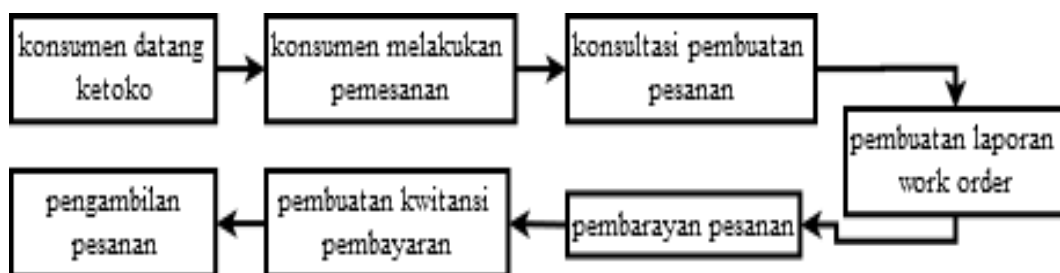 konsumen datang
ketoko
konsumen melakukan
pemesanan
konsultasi pembuatan
pesanan
pembuatan laporan
work order
pembarayan pesanan
pembuatan kwitansi
pembayaran
pengambilan
pesanan